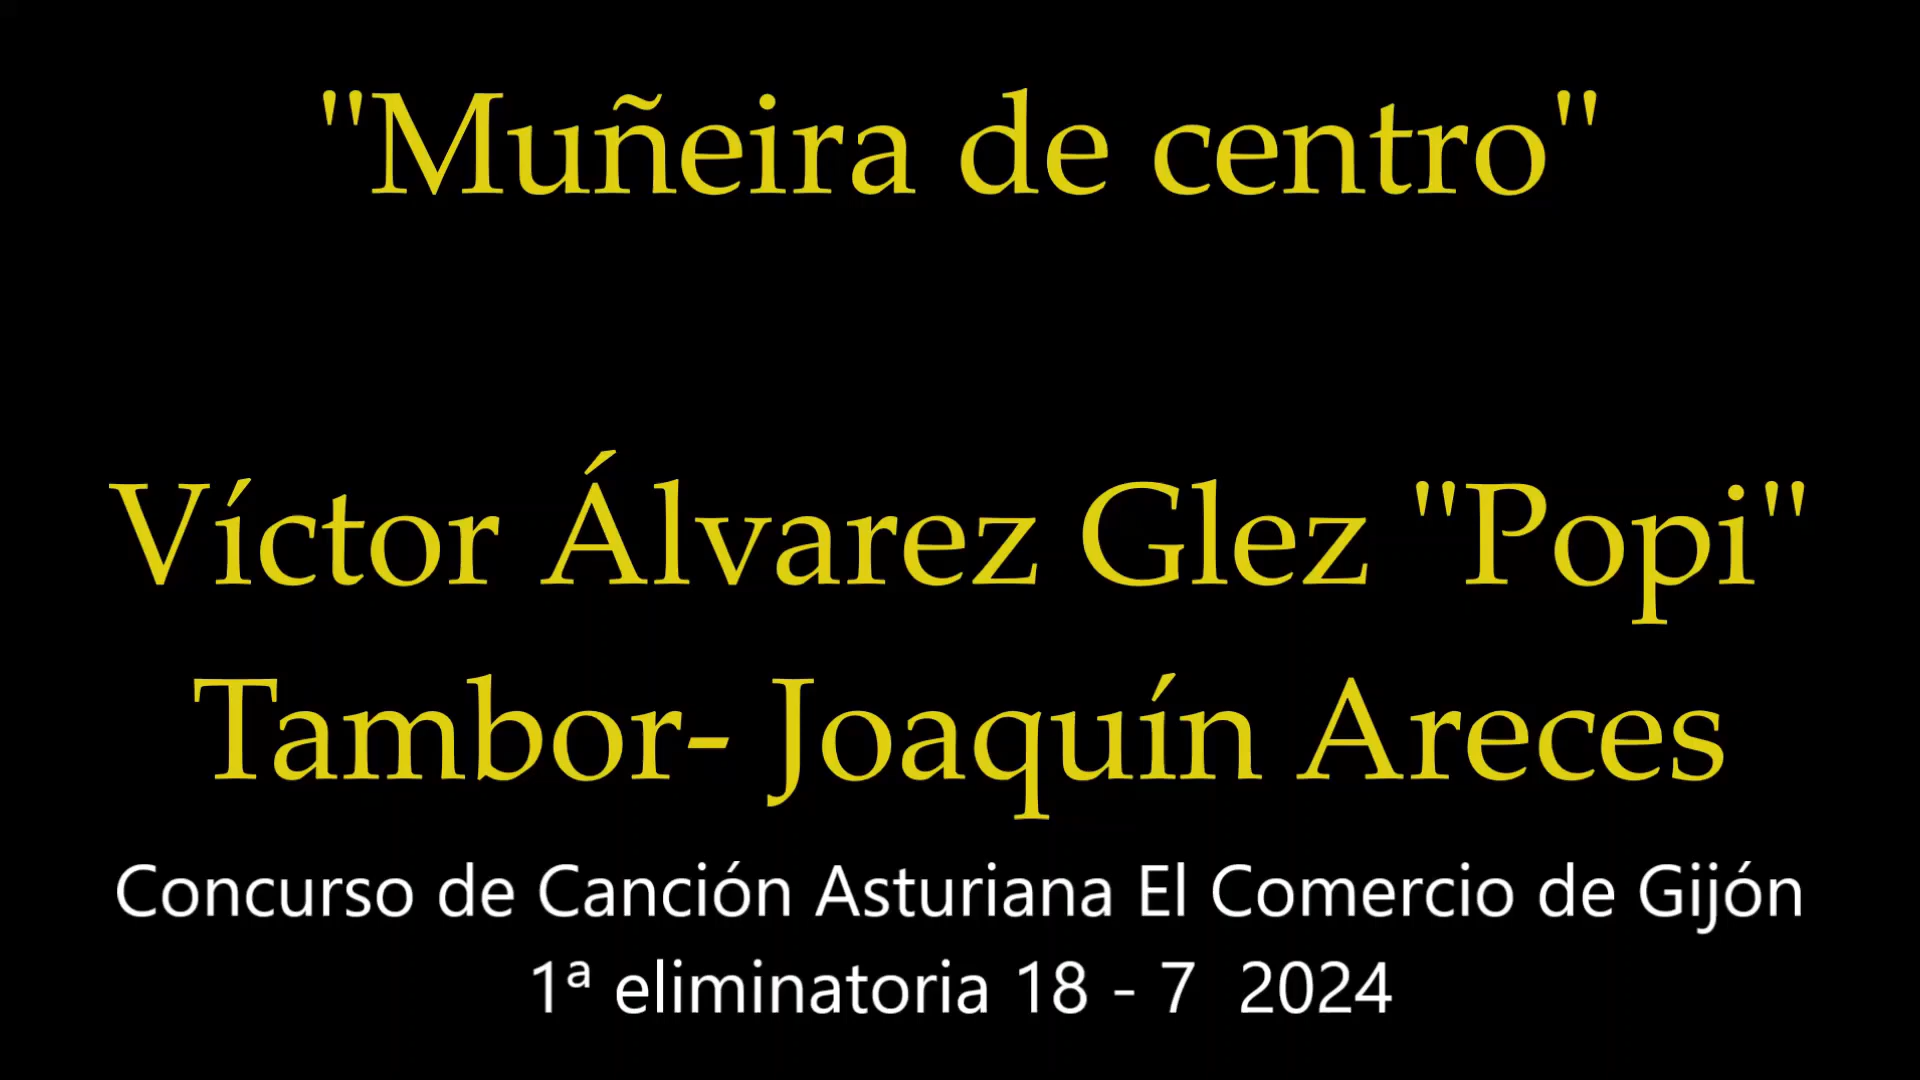 "Muñeira de centro"
Víctor Álvarez Glez "Popi"
Tambor- Joaquín Areces
Concurso de Canción Asturiana El Comercio de Gijón
1ª eliminatoria 18 - 7  2024